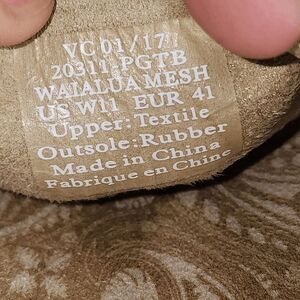 VC 01/17
20311-PGTB
WAIALUA MESH
US W11 EUR 41
Upper: Textile
Outsole: Rubber
Made in China
Fabrique en Chine